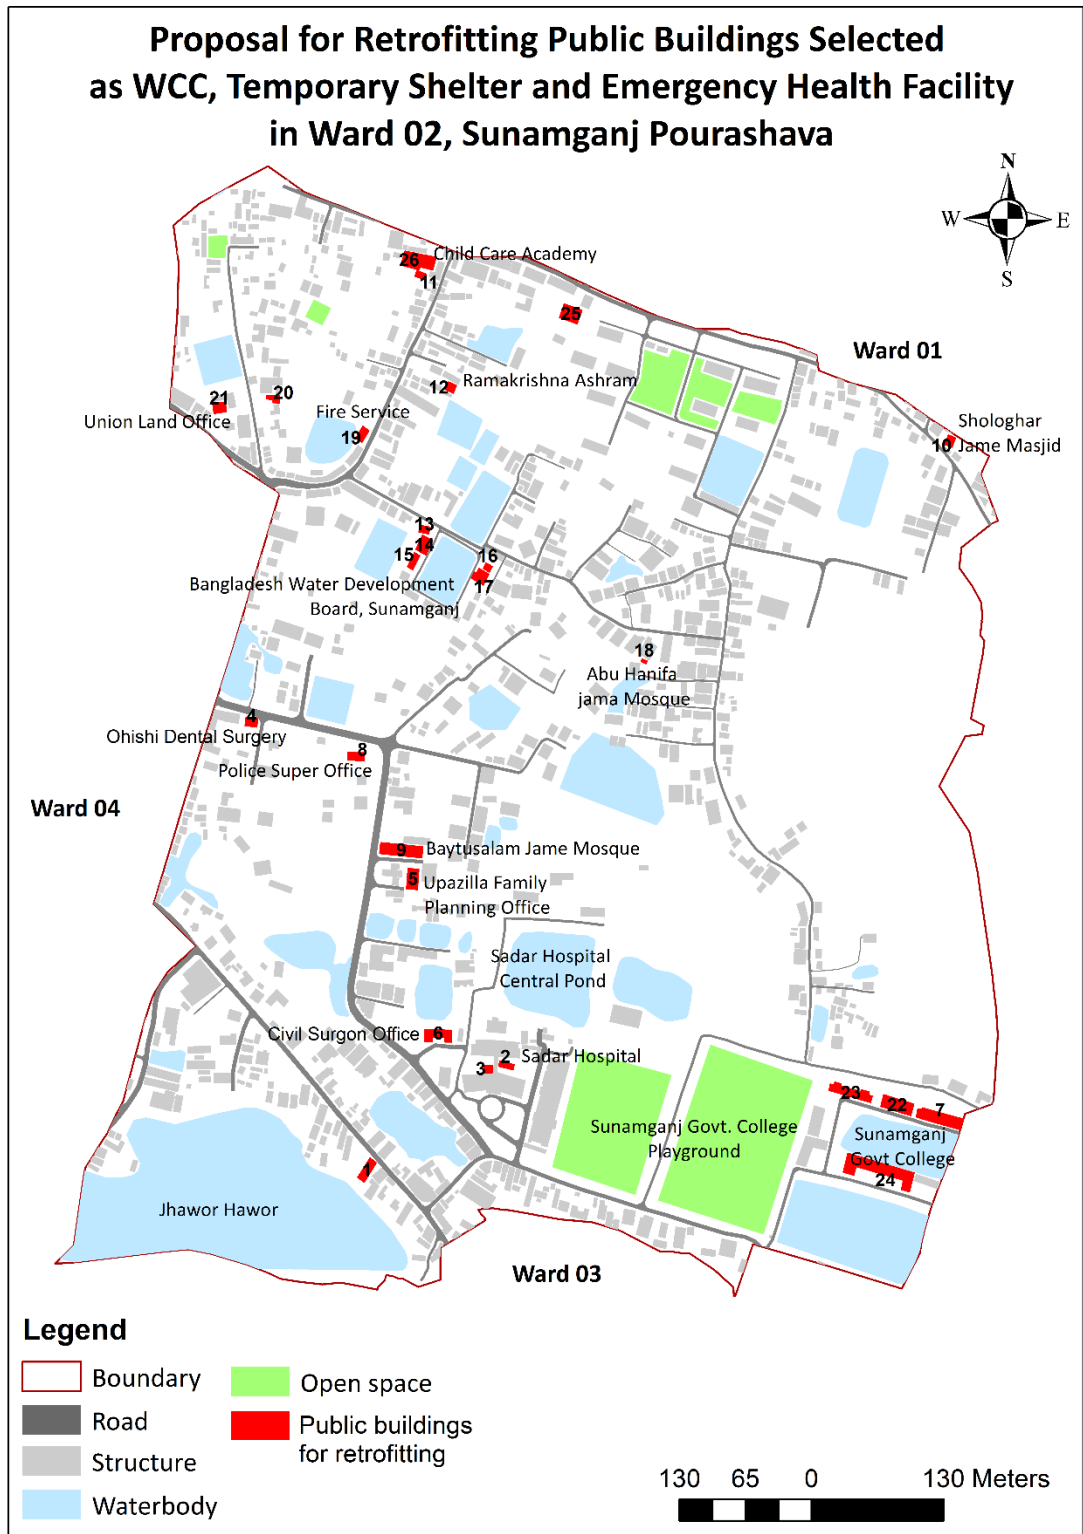 Proposal for Retrofitting Public Buildings Selected
as WCC, Temporary Shelter and Emergency Health Facility
in Ward 02, Sunamganj Pourashava
N
W E
S
26 Child Care Academy
11
25
Ward 01
12 Ramakrishna Ashram
21
20
Union Land Office
Fire Service
19
Shologhar
10 Jame Masjid
13
14
15
16
17
Bangladesh Water Development
Board, Sunamganj
18
Abu Hanifa
jama Mosque
4
Ohishi Dental Surgery
8
Police Super Office
Ward 04
9 Baytusalam Jame Mosque
5 Upazilla Family
Planning Office
Sadar Hospital
Central Pond
Civil Surgon Office 6
2 Sadar Hospital
3
23
22
7
Sunamganj Govt. College
Playground
Sunamganj
Govt College
24
1
Jhawor Hawor
Ward 03
Legend
Boundary
Road
Structure
Waterbody
Open space
Public buildings
for retrofitting
130 65 0 130 Meters